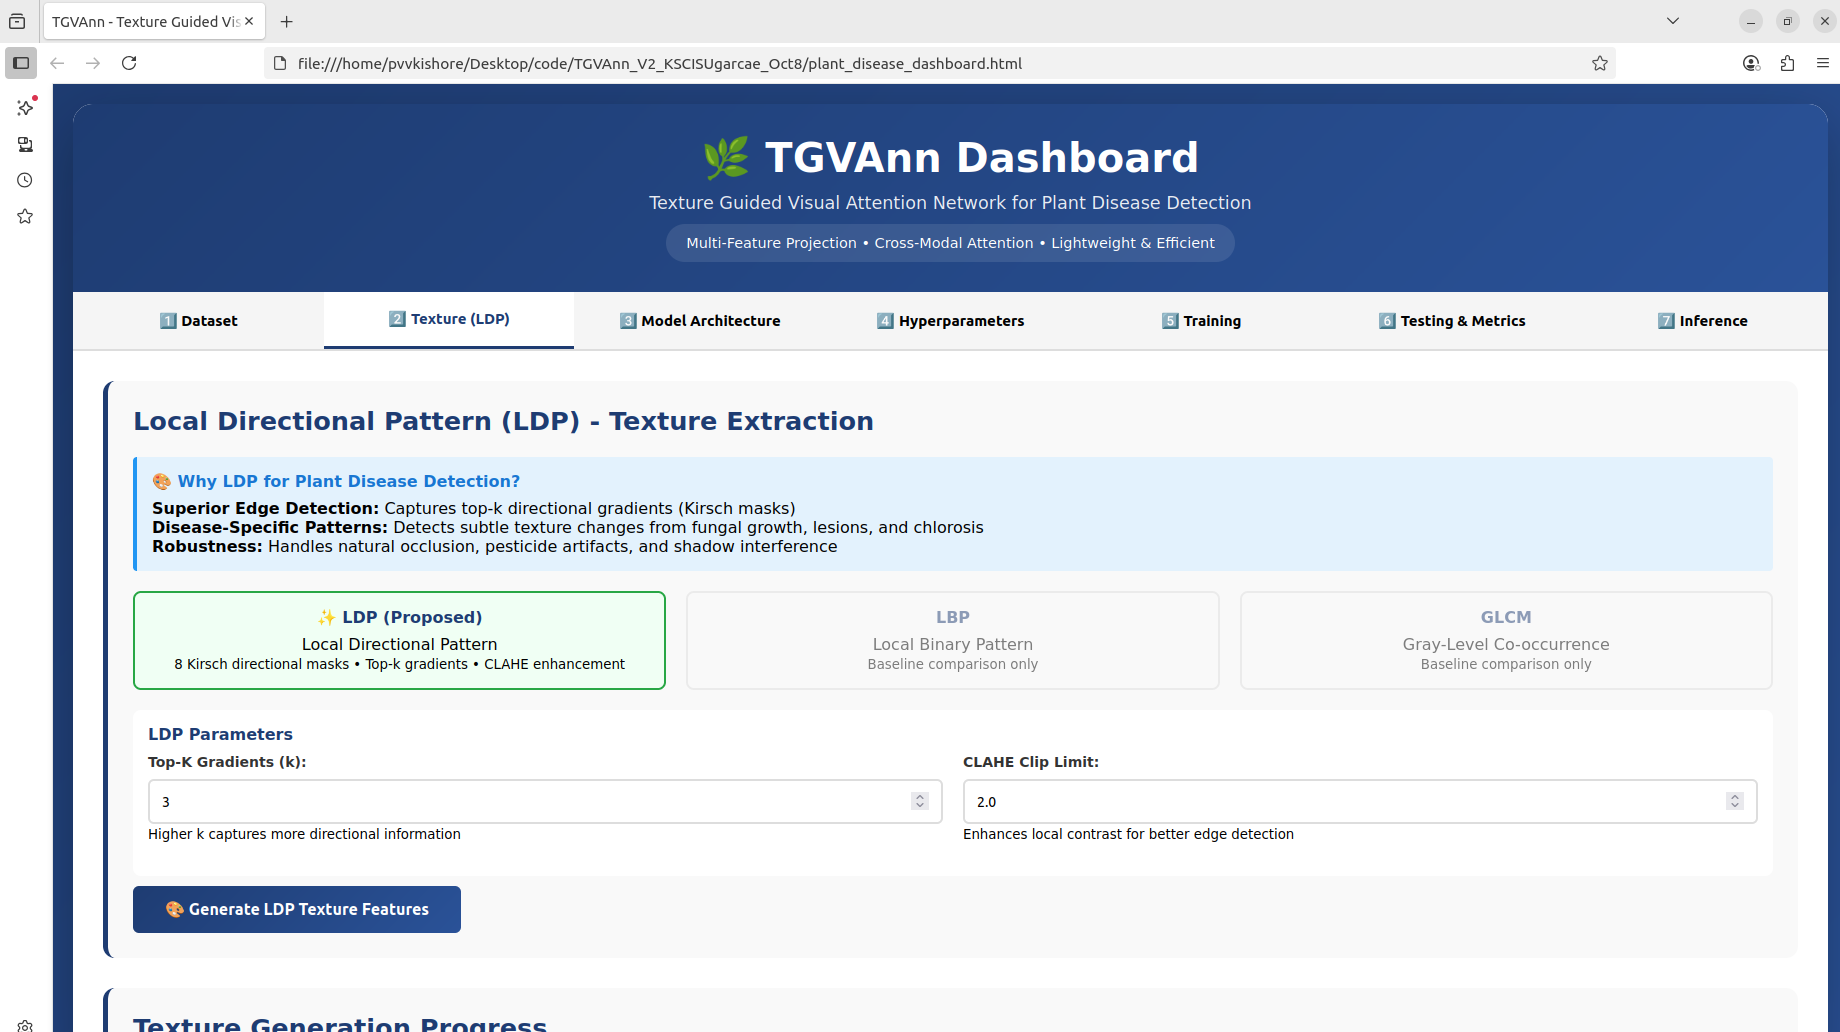 TGVAnn - Texture Guided Vis
file:///home/pvvkishore/Desktop/code/TGVAnn_V2_KSCISUgarcae_Oct8/plant_disease_dashboard.html
🌿 TGVAnn Dashboard
Texture Guided Visual Attention Network for Plant Disease Detection
Multi-Feature Projection • Cross-Modal Attention • Lightweight & Efficient
1️⃣ Dataset
2️⃣ Texture (LDP)
3️⃣ Model Architecture
4️⃣ Hyperparameters
5️⃣ Training
6️⃣ Testing & Metrics
7️⃣ Inference
Local Directional Pattern (LDP) - Texture Extraction
🎨 Why LDP for Plant Disease Detection?
Superior Edge Detection: Captures top-k directional gradients (Kirsch masks)
Disease-Specific Patterns: Detects subtle texture changes from fungal growth, lesions, and chlorosis
Robustness: Handles natural occlusion, pesticide artifacts, and shadow interference
✨ LDP (Proposed)
Local Directional Pattern
8 Kirsch directional masks • Top-k gradients • CLAHE enhancement
LBP
Local Binary Pattern
Baseline comparison only
GLCM
Gray-Level Co-occurrence
Baseline comparison only
LDP Parameters
Top-K Gradients (k):
3
Higher k captures more directional information
CLAHE Clip Limit:
2.0
Enhances local contrast for better edge detection
🎨 Generate LDP Texture Features
Texture Generation Progress